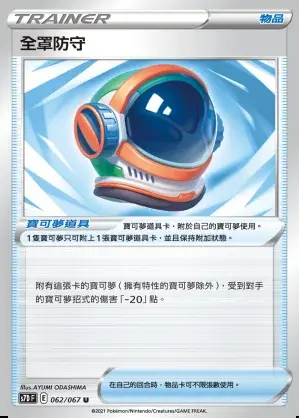 TRAINER 物品
全罩防守
寶可夢道具 寶可夢道具卡,附於自己的寶可夢使用。
1隻寶可夢只可附上1張寶可夢道具卡,並且保持附加狀態。
附有這張卡的寶可夢(擁有特性的寶可夢除外),受到對手
的寶可夢招式的傷害「-20」點。
Illus.AYUMI ODASHIMA
S7D F E 062/067 U
在自己的回合時,物品卡可不限張數使用。
©2021 Pokémon/Nintendo/Creatures/GAME FREAK.